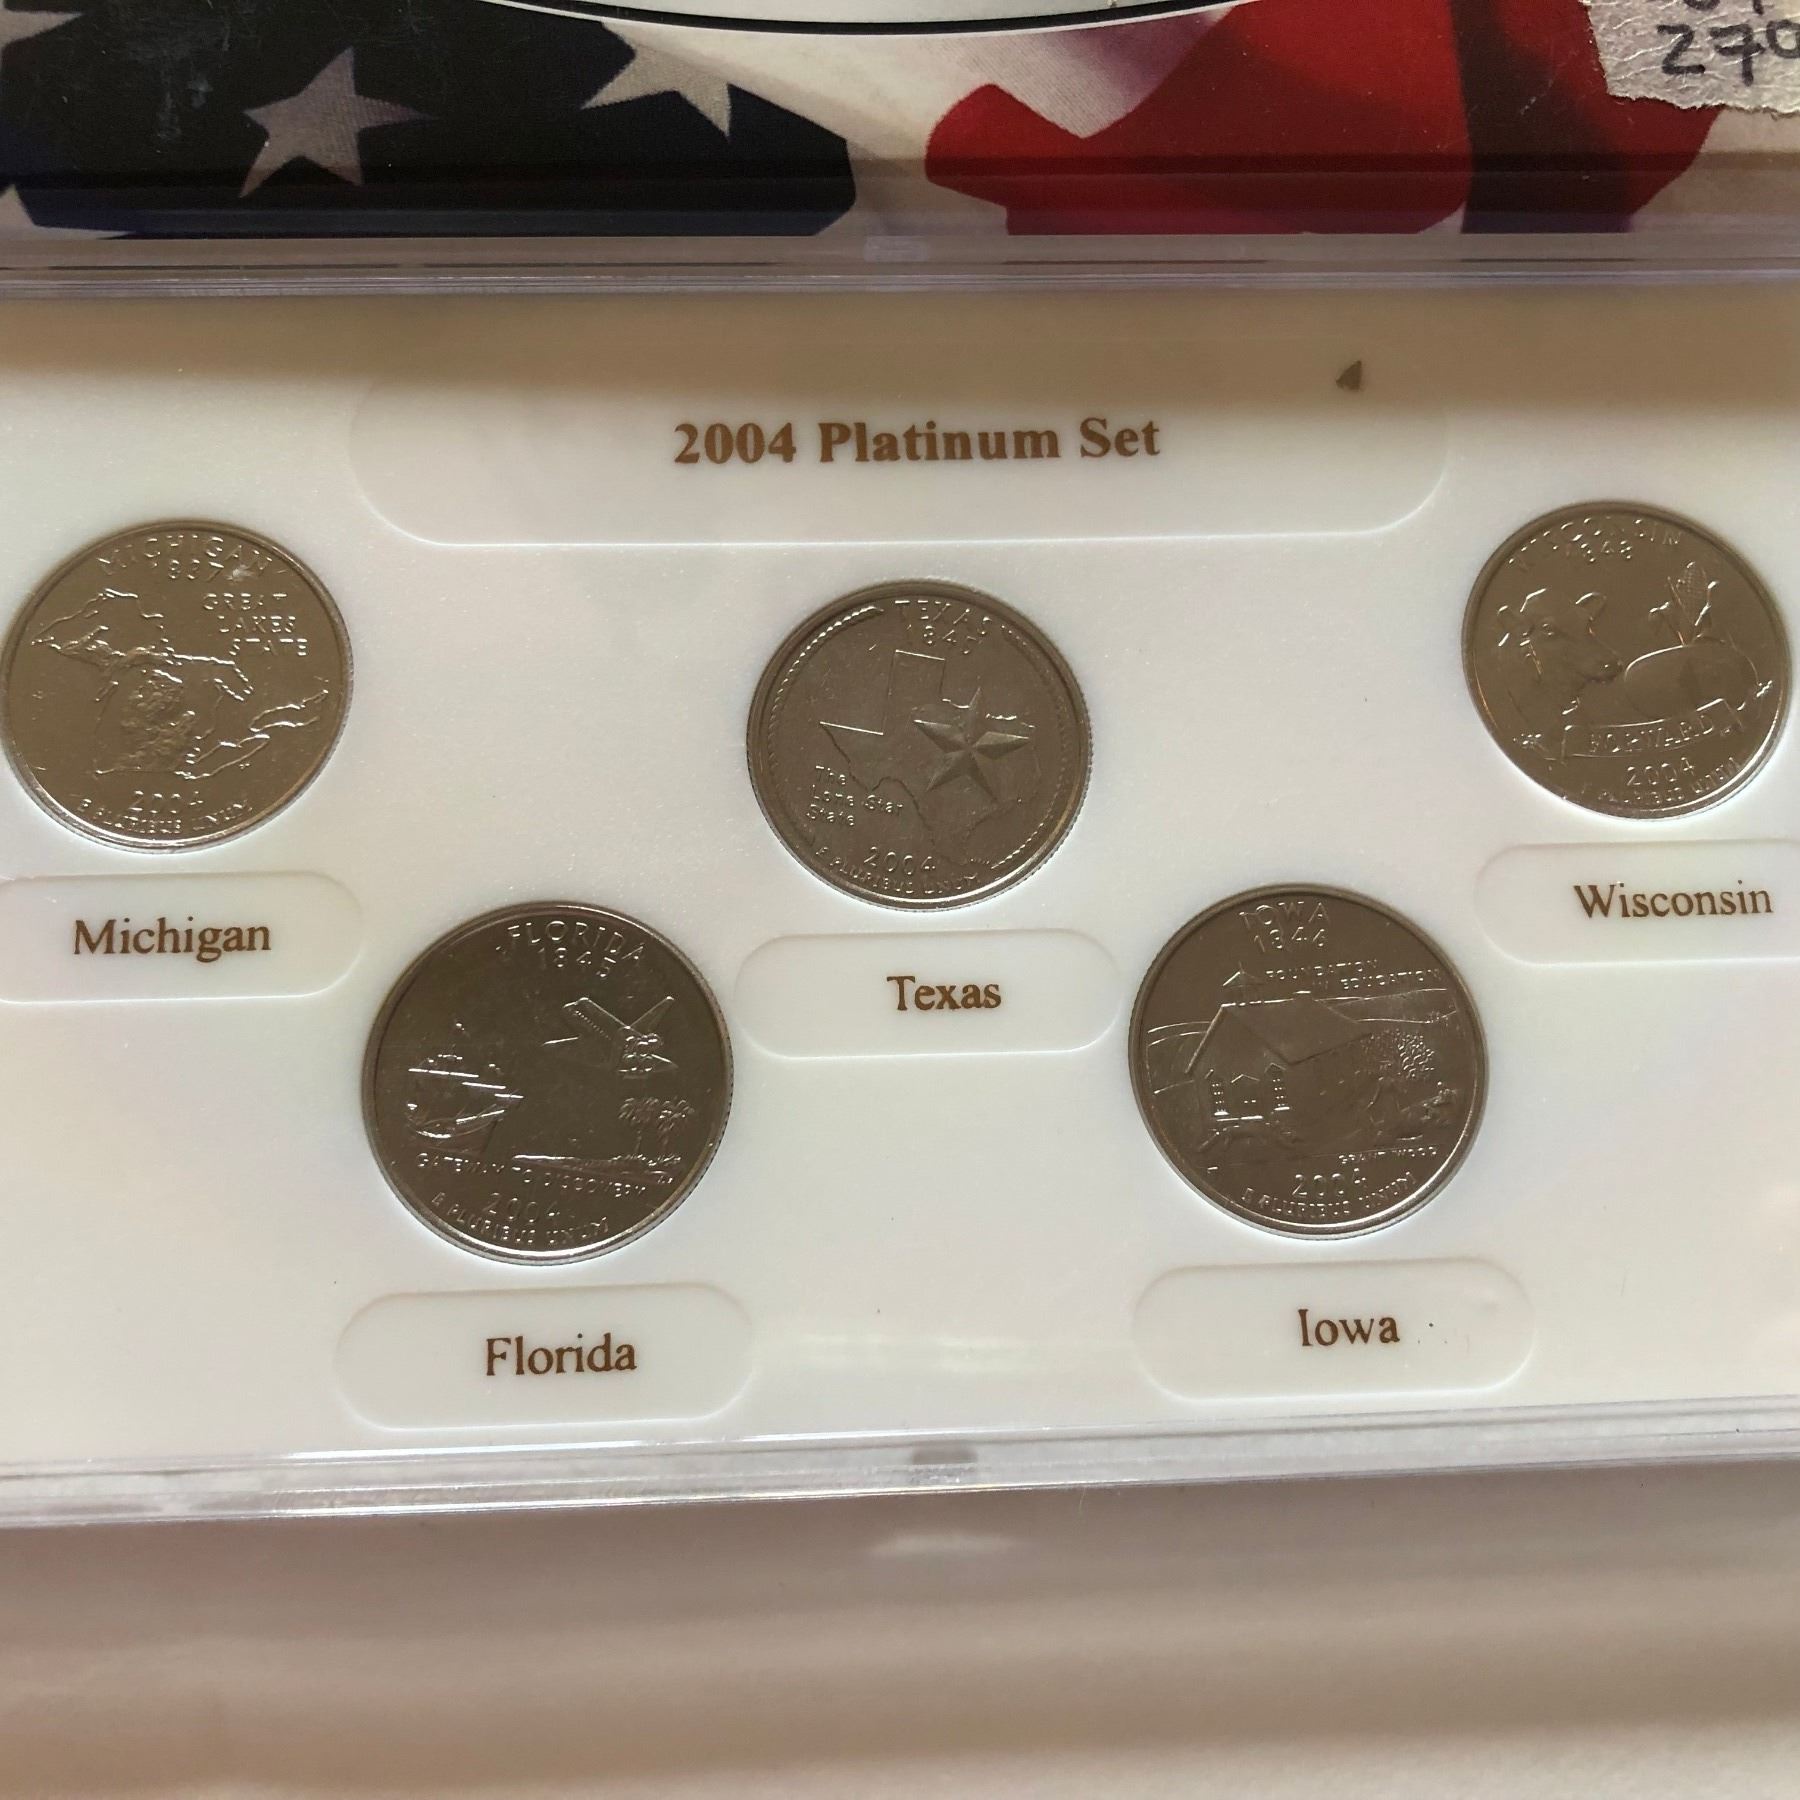 270
2004 Platinum Set
MICHIGAN
1837
GREAT
LAKES
STATE
2004
E PLURIBUS UNUM
Michigan
FLORIDA
1845
GATEWAY TO DISCOVERY
2004
E PLURIBUS UNUM
Florida
TEXAS
1845
The
Lone Star
State
2004
E PLURIBUS UNUM
Texas
IOWA
1846
FOUNDATION
IN EDUCATION
GRANT WOOD
2004
E PLURIBUS UNUM
Iowa
WISCONSIN
1848
FORWARD
2004
E PLURIBUS UNUM
Wisconsin